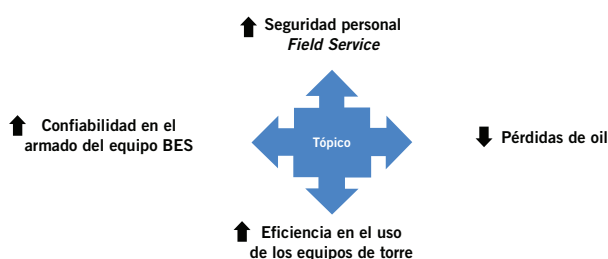 Seguridad personal
Field Service
Confiabilidad en el
armado del equipo BES
Tópico
Pérdidas de oil
Eficiencia en el uso
de los equipos de torre